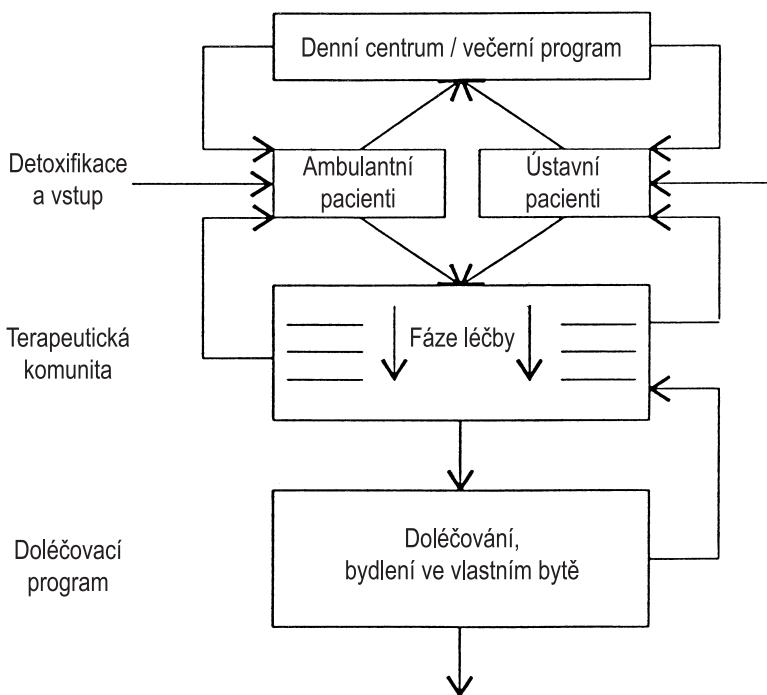 Denní centrum / večerní program
Detoxifikace
a vstup
Ambulantní
pacienti
Ústavní
pacienti
Terapeutická
komunita
Fáze léčby
Doléčovací
program
Doléčování,
bydlení ve vlastním bytě